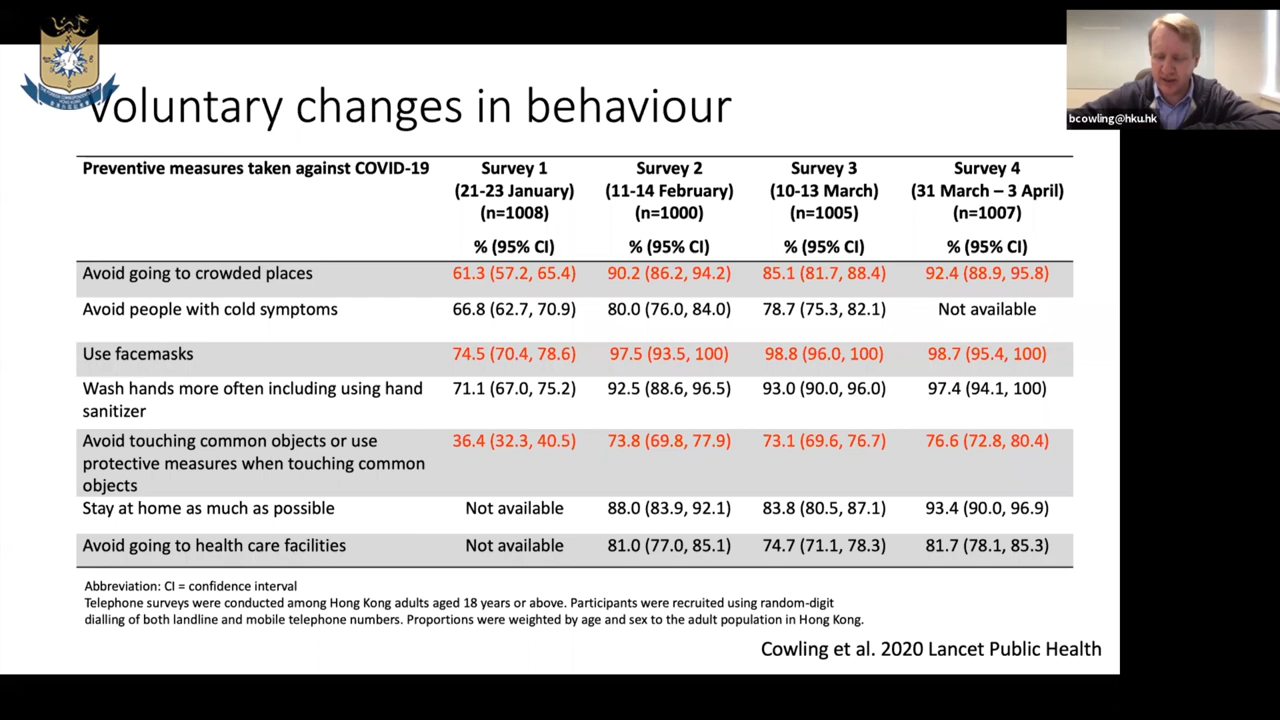 Voluntary changes in behaviour
bcowling@hku.hk
Preventive measures taken against COVID-19 Survey 1 Survey 2 Survey 3 Survey 4
(21-23 January) (11-14 February) (10-13 March) (31 March – 3 April)
(n=1008) (n=1000) (n=1005) (n=1007)
% (95% CI) % (95% CI) % (95% CI) % (95% CI)
Avoid going to crowded places 61.3 (57.2, 65.4) 90.2 (86.2, 94.2) 85.1 (81.7, 88.4) 92.4 (88.9, 95.8)
Avoid people with cold symptoms 66.8 (62.7, 70.9) 80.0 (76.0, 84.0) 78.7 (75.3, 82.1) Not available
Use facemasks 74.5 (70.4, 78.6) 97.5 (93.5, 100) 98.8 (96.0, 100) 98.7 (95.4, 100)
Wash hands more often including using hand 71.1 (67.0, 75.2) 92.5 (88.6, 96.5) 93.0 (90.0, 96.0) 97.4 (94.1, 100)
sanitizer
Avoid touching common objects or use 36.4 (32.3, 40.5) 73.8 (69.8, 77.9) 73.1 (69.6, 76.7) 76.6 (72.8, 80.4)
protective measures when touching common
objects
Stay at home as much as possible Not available 88.0 (83.9, 92.1) 83.8 (80.5, 87.1) 93.4 (90.0, 96.9)
Avoid going to health care facilities Not available 81.0 (77.0, 85.1) 74.7 (71.1, 78.3) 81.7 (78.1, 85.3)
Abbreviation: CI = confidence interval
Telephone surveys were conducted among Hong Kong adults aged 18 years or above. Participants were recruited using random-digit
dialling of both landline and mobile telephone numbers. Proportions were weighted by age and sex to the adult population in Hong Kong.
Cowling et al. 2020 Lancet Public Health